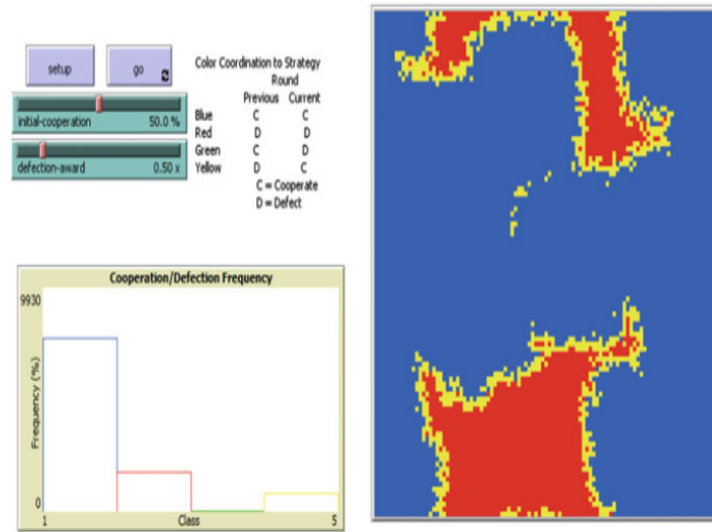 setup
go
initial-cooperation 50.0 %
defection-award 0.50 x
Color Coordination to Strategy
Round
Previous Current
Blue C C
Red D D
Green C D
Yellow D C
C = Cooperate
D = Defect
Cooperation/Defection Frequency
9930
Frequency (%)
0
1 Class 5